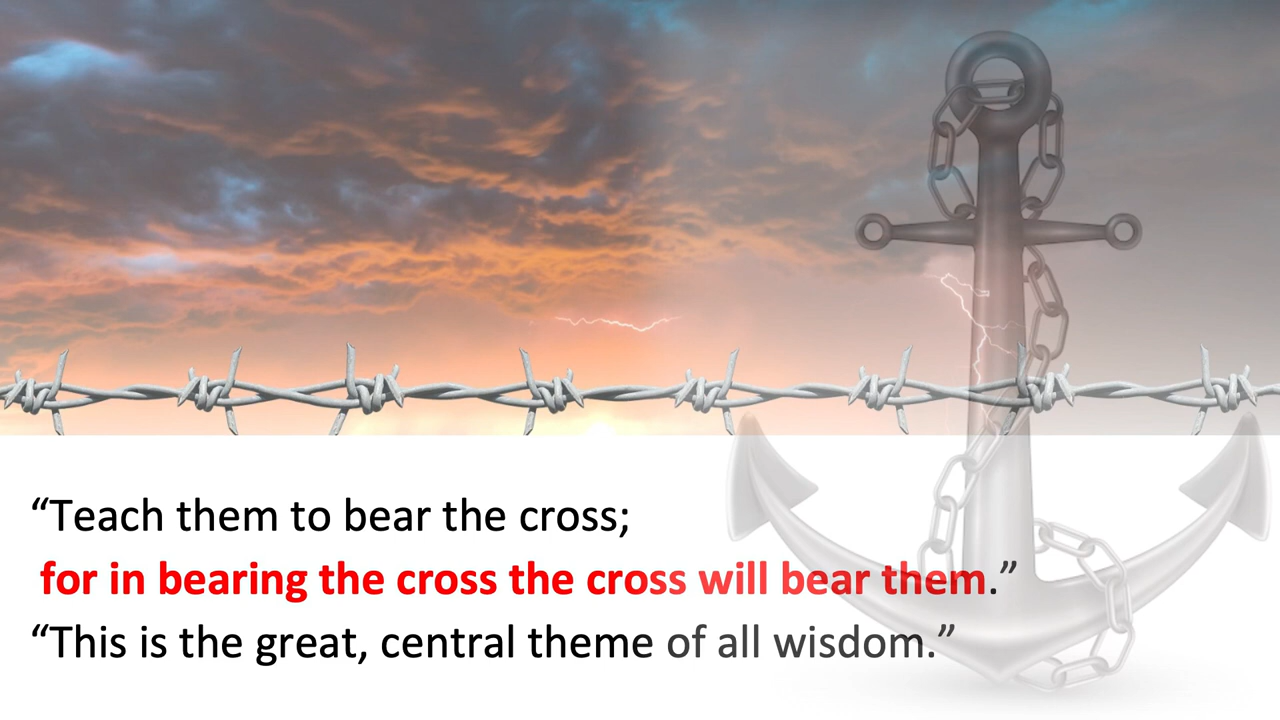 “Teach them to bear the cross;
for in bearing the cross the cross will bear them.”
“This is the great, central theme of all wisdom.”